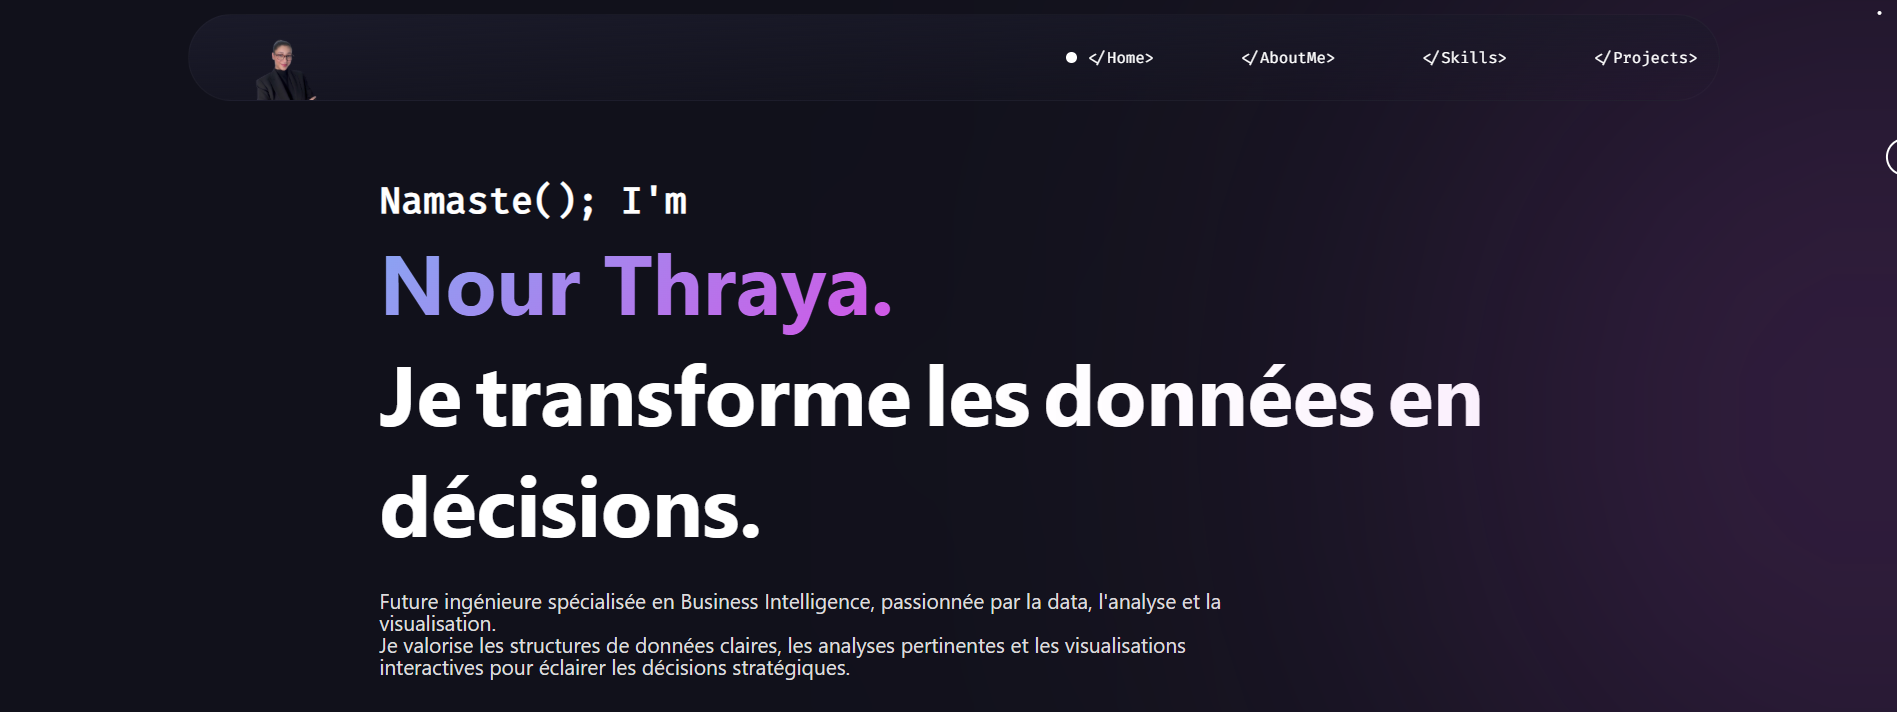 </Home> </AboutMe> </Skills> </Projects>
Namaste(); I'm
Nour Thraya.
Je transforme les données en
décisions.
Future ingénieure spécialisée en Business Intelligence, passionnée par la data, l'analyse et la
visualisation.
Je valorise les structures de données claires, les analyses pertinentes et les visualisations
interactives pour éclairer les décisions stratégiques.